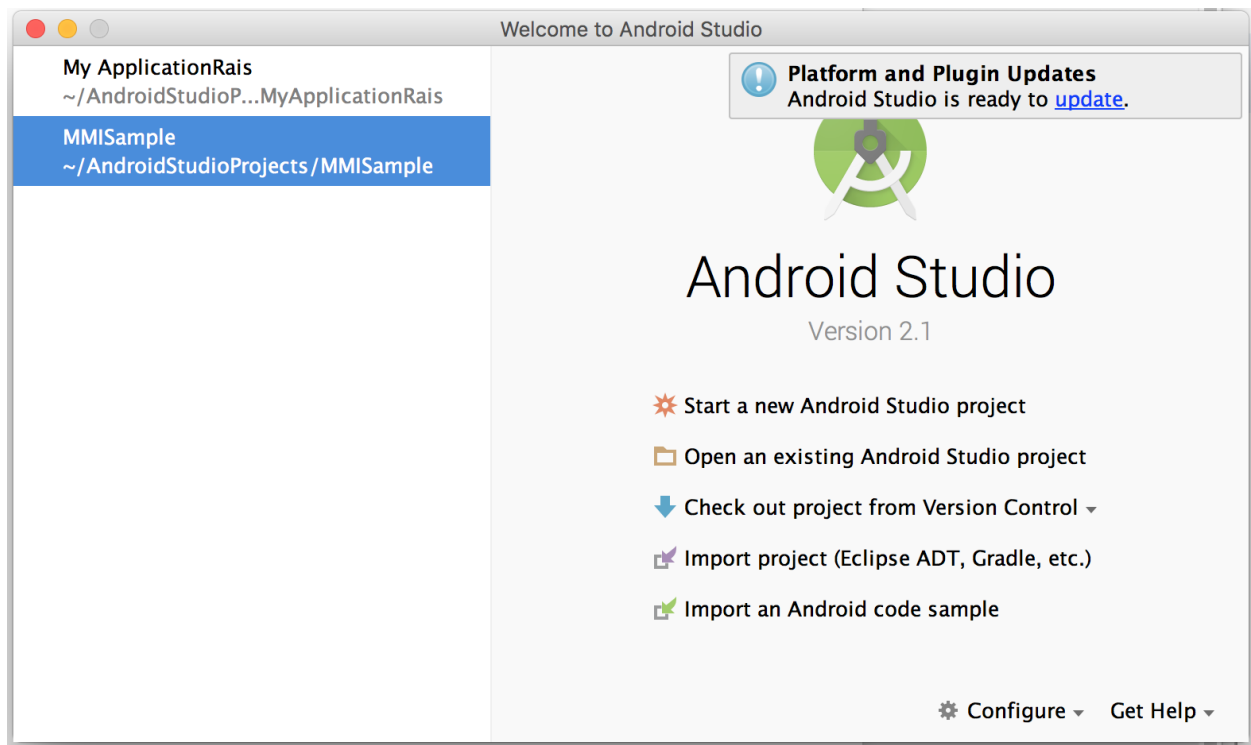 Welcome to Android Studio
My ApplicationRais
~/AndroidStudioP...MyApplicationRais
MMISample
~/AndroidStudioProjects/MMISample
Platform and Plugin Updates
Android Studio is ready to update.
Android Studio
Version 2.1
Start a new Android Studio project
Open an existing Android Studio project
Check out project from Version Control
Import project (Eclipse ADT, Gradle, etc.)
Import an Android code sample
Configure
Get Help